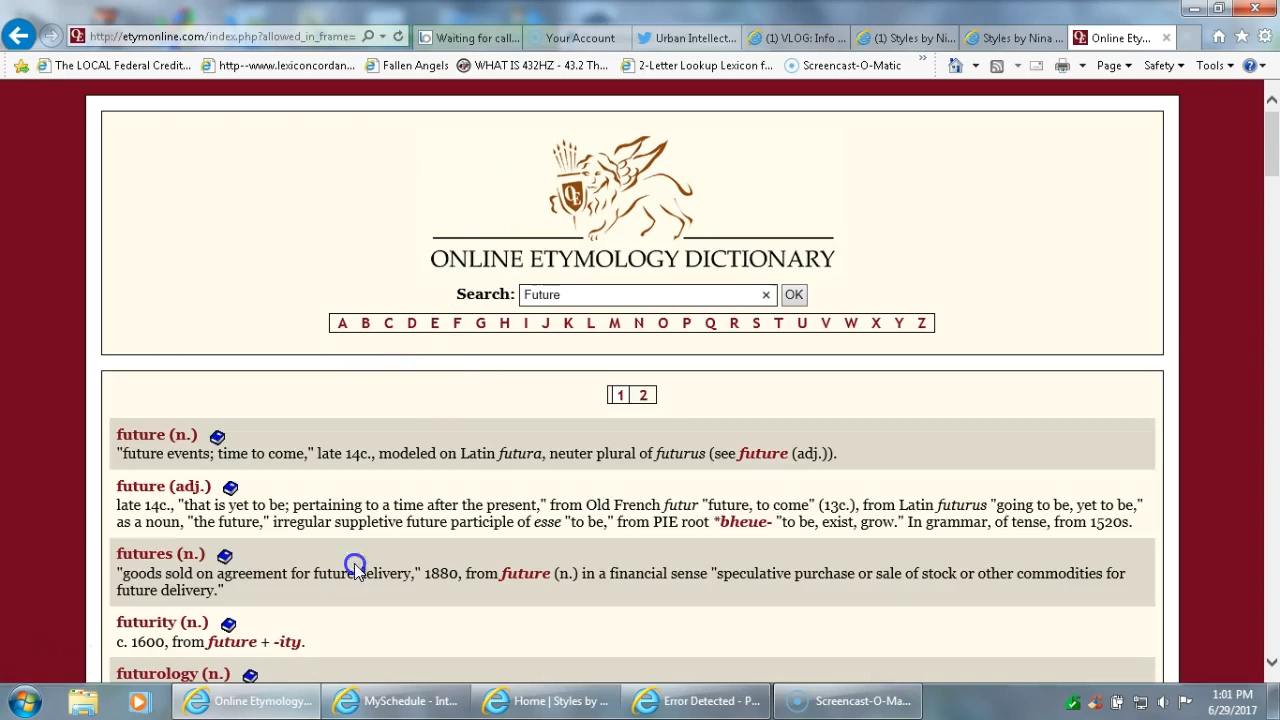 http://etymonline.com/index.php?allowed_in_frame=
Waiting for call...
Your Account
Urban Intellect...
(1) VLOG: Info ...
(1) Styles by Ni...
Styles by Nina ...
Online Ety...
The LOCAL Federal Credit...
http--www.lexiconcordan...
Fallen Angels
WHAT IS 432HZ - 43.2 Th...
2-Letter Lookup Lexicon f...
Screencast-O-Matic
Page
Safety
Tools
ONLINE ETYMOLOGY DICTIONARY
Search: Future × OK
A B C D E F G H I J K L M N O P Q R S T U V W X Y Z
1 2
future (n.)
"future events; time to come," late 14c., modeled on Latin futura, neuter plural of futurus (see future (adj.)).
future (adj.)
late 14c., "that is yet to be; pertaining to a time after the present," from Old French futur "future, to come" (13c.), from Latin futurus "going to be, yet to be,"
as a noun, "the future," irregular suppletive future participle of esse "to be," from PIE root *bheue- "to be, exist, grow." In grammar, of tense, from 1520s.
futures (n.)
"goods sold on agreement for future delivery," 1880, from future (n.) in a financial sense "speculative purchase or sale of stock or other commodities for
future delivery."
futurity (n.)
c. 1600, from future + -ity.
futurology (n.)
Online Etymology...
MySchedule - Int...
Home | Styles by ...
Error Detected - P...
Screencast-O-Ma...
1:01 PM
6/29/2017